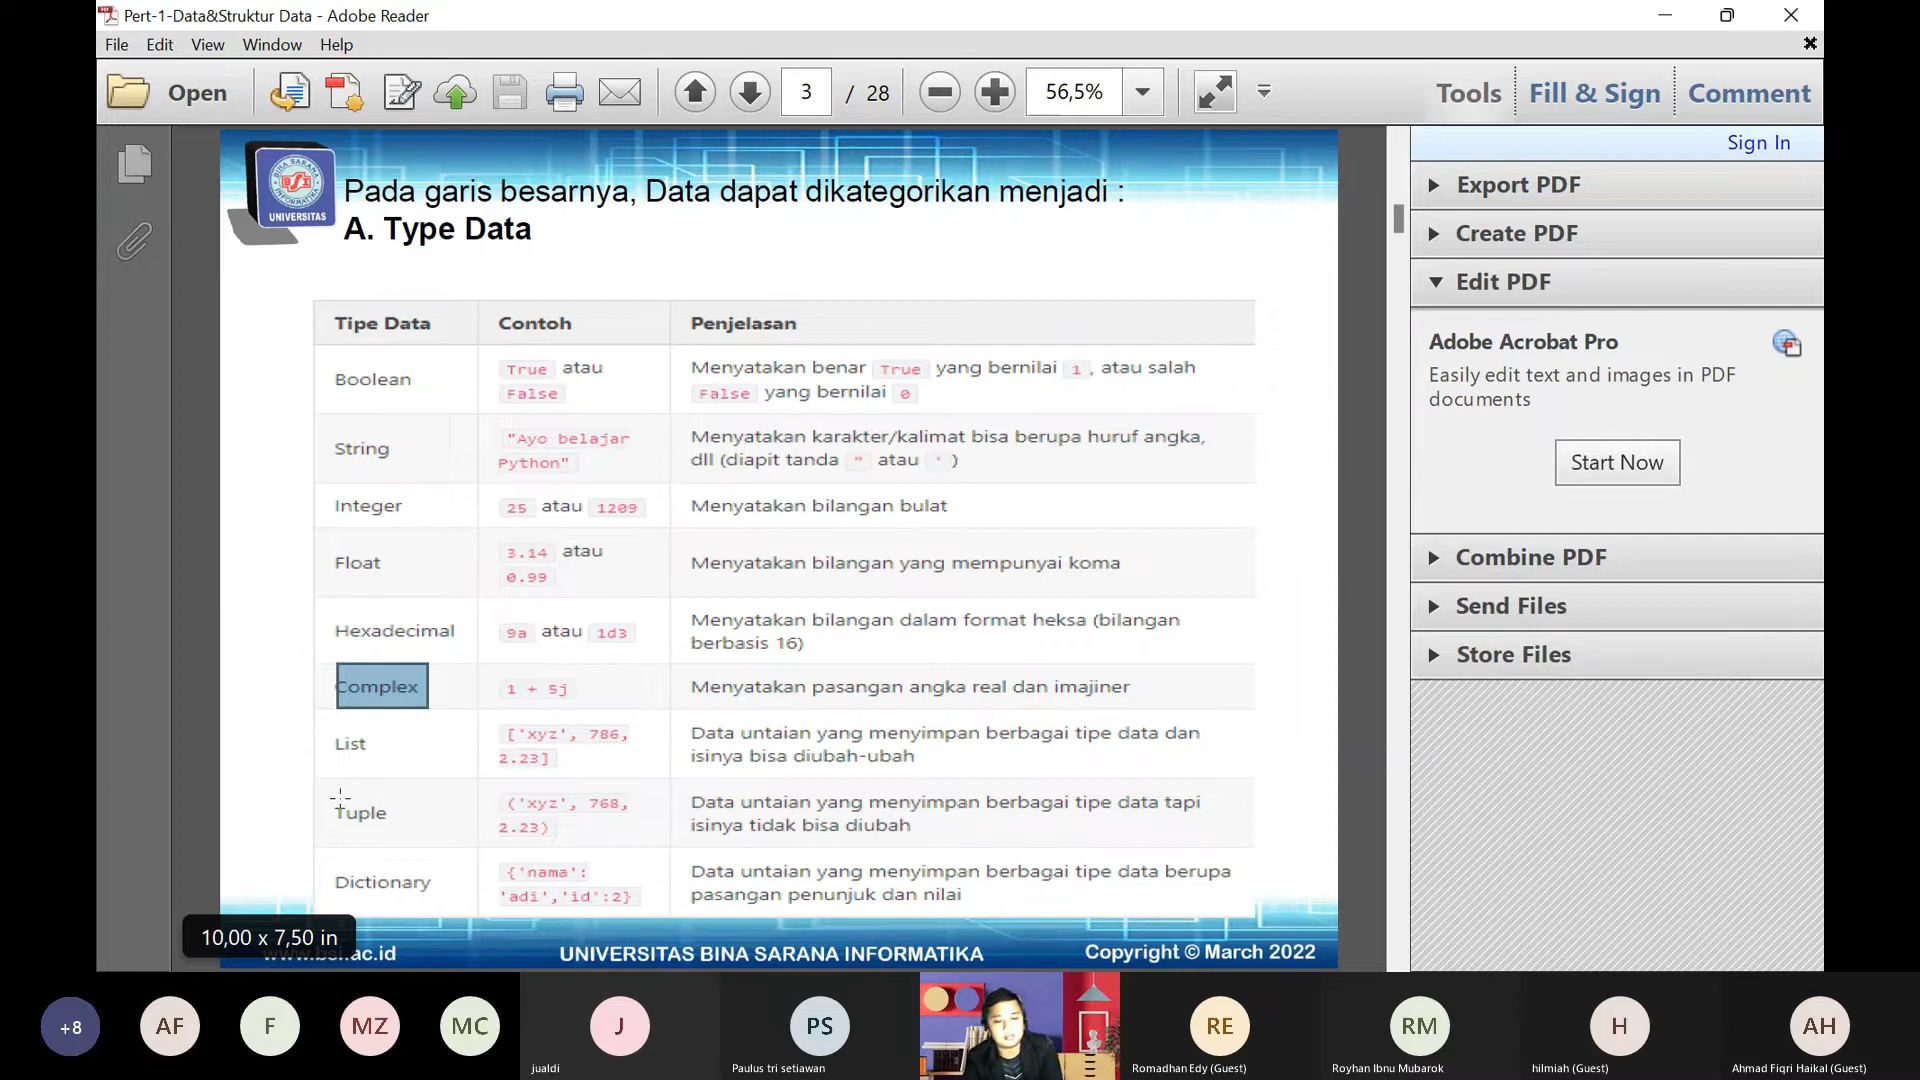 Pert-1-Data&Struktur Data - Adobe Reader
File Edit View Window Help
Open 3 / 28 56,5% Tools Fill & Sign Comment
Sign In
Export PDF
Create PDF
Edit PDF
Adobe Acrobat Pro
Easily edit text and images in PDF
documents
Start Now
Combine PDF
Send Files
Store Files
BINA SARANA INFORMATIKA
BSI
UNIVERSITAS
Pada garis besarnya, Data dapat dikategorikan menjadi :
A. Type Data
Tipe Data Contoh Penjelasan
Boolean
True atau
False
Menyatakan benar True yang bernilai 1 , atau salah
False yang bernilai 0
String
"Ayo belajar
Python"
Menyatakan karakter/kalimat bisa berupa huruf angka,
dll (diapit tanda " atau ' )
Integer 25 atau 1209 Menyatakan bilangan bulat
Float
3.14 atau
0.99
Menyatakan bilangan yang mempunyai koma
Hexadecimal 9a atau 1d3
Menyatakan bilangan dalam format heksa (bilangan
berbasis 16)
Complex 1 + 5j Menyatakan pasangan angka real dan imajiner
List
['xyz', 786,
2.23]
Data untaian yang menyimpan berbagai tipe data dan
isinya bisa diubah-ubah
Tuple
('xyz', 768,
2.23)
Data untaian yang menyimpan berbagai tipe data tapi
isinya tidak bisa diubah
Dictionary
{'nama':
'adi','id':2}
Data untaian yang menyimpan berbagai tipe data berupa
pasangan penunjuk dan nilai
10,00 x 7,50 in
www.bsi.ac.id UNIVERSITAS BINA SARANA INFORMATIKA Copyright © March 2022
+8 AF F MZ MC J PS RE RM H AH
jualdi Paulus tri setiawan Romadhan Edy (Guest) Royhan Ibnu Mubarok hilmiah (Guest) Ahmad Fiqri Haikal (Guest)